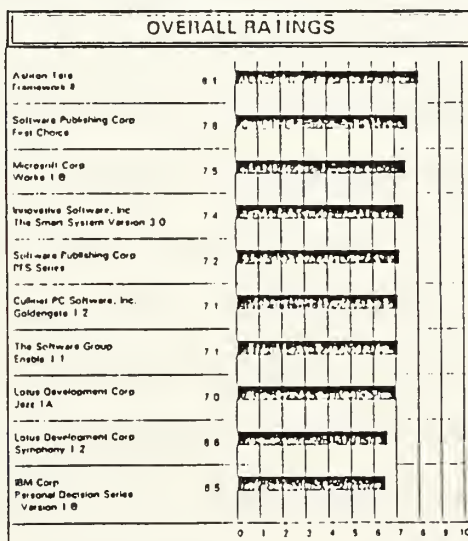 OVERALL RATINGS
Ashton Tate 8.1
Framework II
Software Publishing Corp 7.8
First Choice
Microsoft Corp 7.5
Works 1.0
Innovative Software, Inc 7.4
The Smart System Version 3.0
Software Publishing Corp 7.2
PFS Series
Cullinet PC Software, Inc. 7.1
Goldengate 1.2
The Software Group 7.1
Enable 1.1
Lotus Development Corp 7.0
Jazz 1A
Lotus Development Corp 6.6
Symphony 1.2
IBM Corp 6.5
Personal Decision Series
Version 1.0
0 1 2 3 4 5 6 7 8 9 10